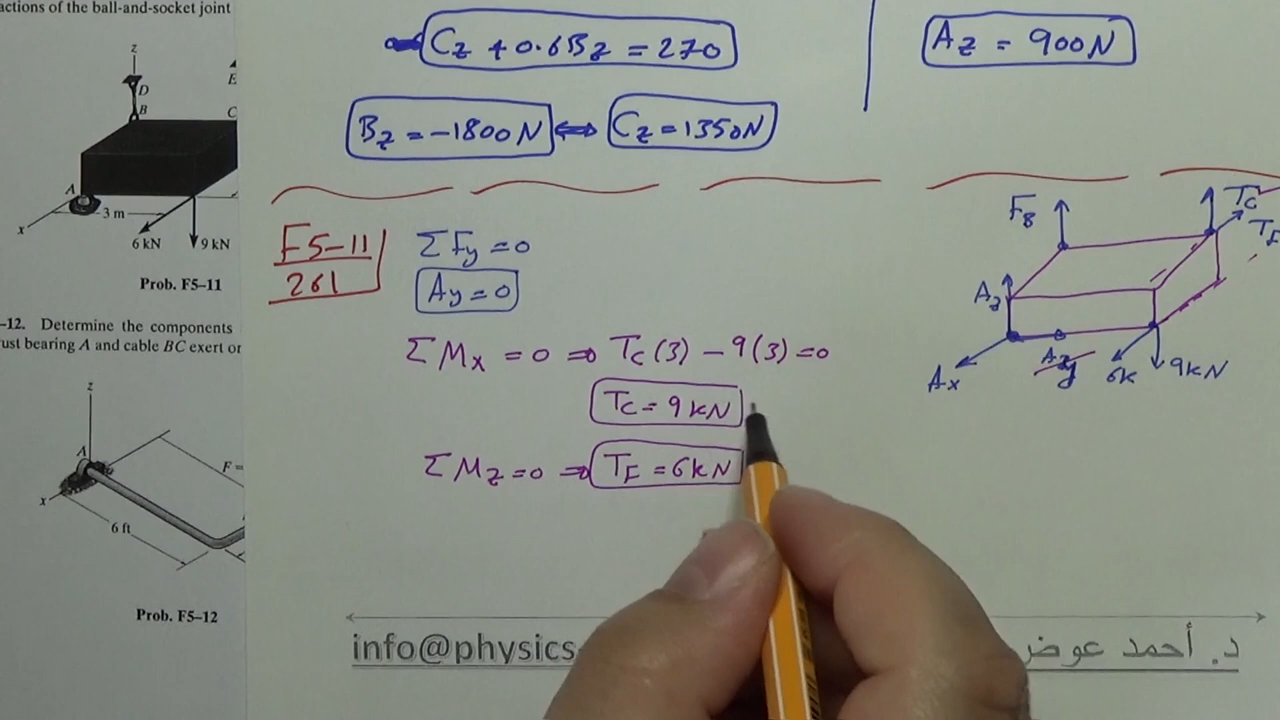 actions of the ball-and-socket joint
z
D
B
E
C
A
x
3 m
6 kN
9 kN
Prob. F5–11
–12. Determine the components
ust bearing A and cable BC exert or
z
A
x
F =
6 ft
Prob. F5–12
Cz + 0.6Bz = 270
Az = 900N
Bz = -1800N ⇔ Cz = 1350N
F5-11
261
ΣFy = 0
Ay = 0
ΣMx = 0 ⇒ Tc(3) - 9(3) = 0
Tc = 9kN
ΣMz = 0 ⇒ TF = 6kN
FB
Tc
TF
Az
Ax
6k
9kN
info@physics
د. أحمد عوض